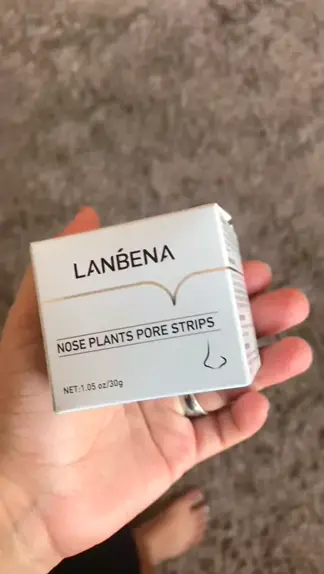 LANBENA
NOSE PLANTS PORE STRIPS
NET:1.05 oz/30g